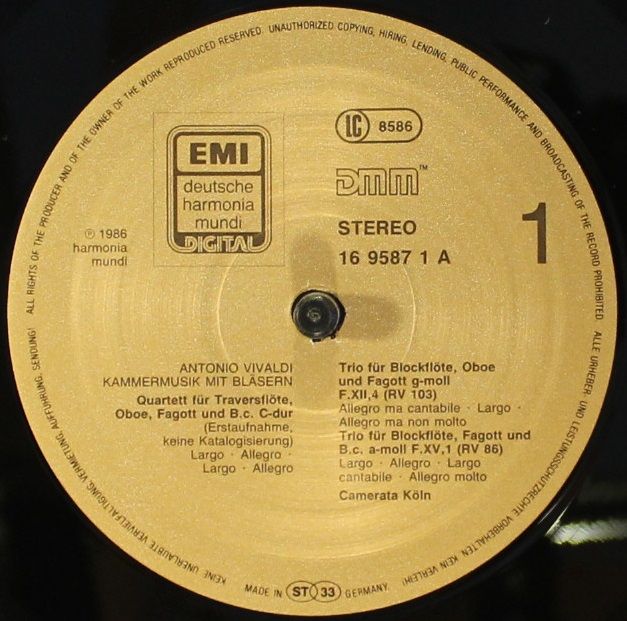 ALL RIGHTS OF THE PRODUCER AND OF THE OWNER OF THE WORK REPRODUCED RESERVED. UNAUTHORIZED COPYING, HIRING, LENDING, PUBLIC PERFORMANCE AND BROADCASTING OF THE RECORD PROHIBITED. ALLE URHEBER- UND LEISTUNGSSCHUTZRECHTE VORBEHALTEN. KEIN VERLEIH! KEINE UNERLAUBTE VERVIELFÄLTIGUNG, VERMIETUNG, AUFFÜHRUNG, SENDUNG!
EMI
deutsche
harmonia
mundi
DIGITAL
LC 8586
DMM™
STEREO
16 9587 1 A
1
℗ 1986
harmonia
mundi
ANTONIO VIVALDI
KAMMERMUSIK MIT BLÄSERN
Quartett für Traversflöte,
Oboe, Fagott und B.c. C-dur
(Erstaufnahme,
keine Katalogisierung)
Largo · Allegro ·
Largo · Allegro
Trio für Blockflöte, Oboe
und Fagott g-moll
F.XII,4 (RV 103)
Allegro ma cantabile · Largo ·
Allegro ma non molto
Trio für Blockflöte, Fagott und
B.c. a-moll F.XV,1 (RV 86)
Largo · Allegro · Largo
cantabile · Allegro molto
Camerata Köln
MADE IN ST 33 GERMANY